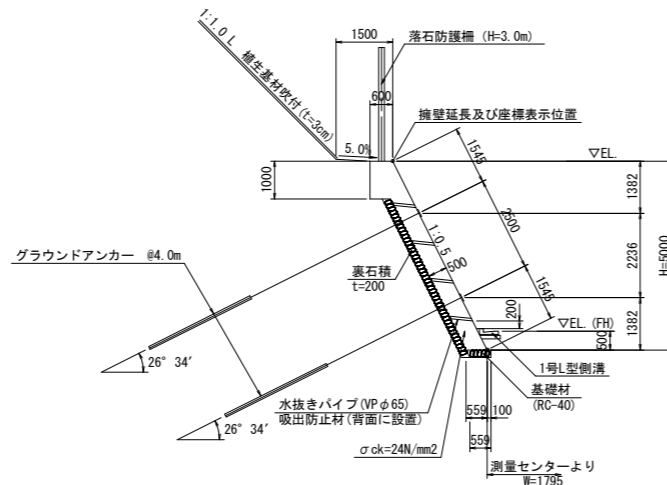 1:1.0 L 植生基材吹付(t=3cm)
1500
落石防護柵 (H=3.0m)
600
擁壁延長及び座標表示位置
5.0%
▽EL.
1545
1000
1382
2500
1:0.5
グラウンドアンカー @4.0m
裏石積
t=200
500
2236
H=5000
1545
200
▽EL.(FH)
1382
500
26° 34′
1号L型側溝
基礎材
(RC-40)
水抜きパイプ(VPφ65)
吸出防止材(背面に設置)
559
100
26° 34′
σck=24N/mm2
559
測量センターより
W=1795